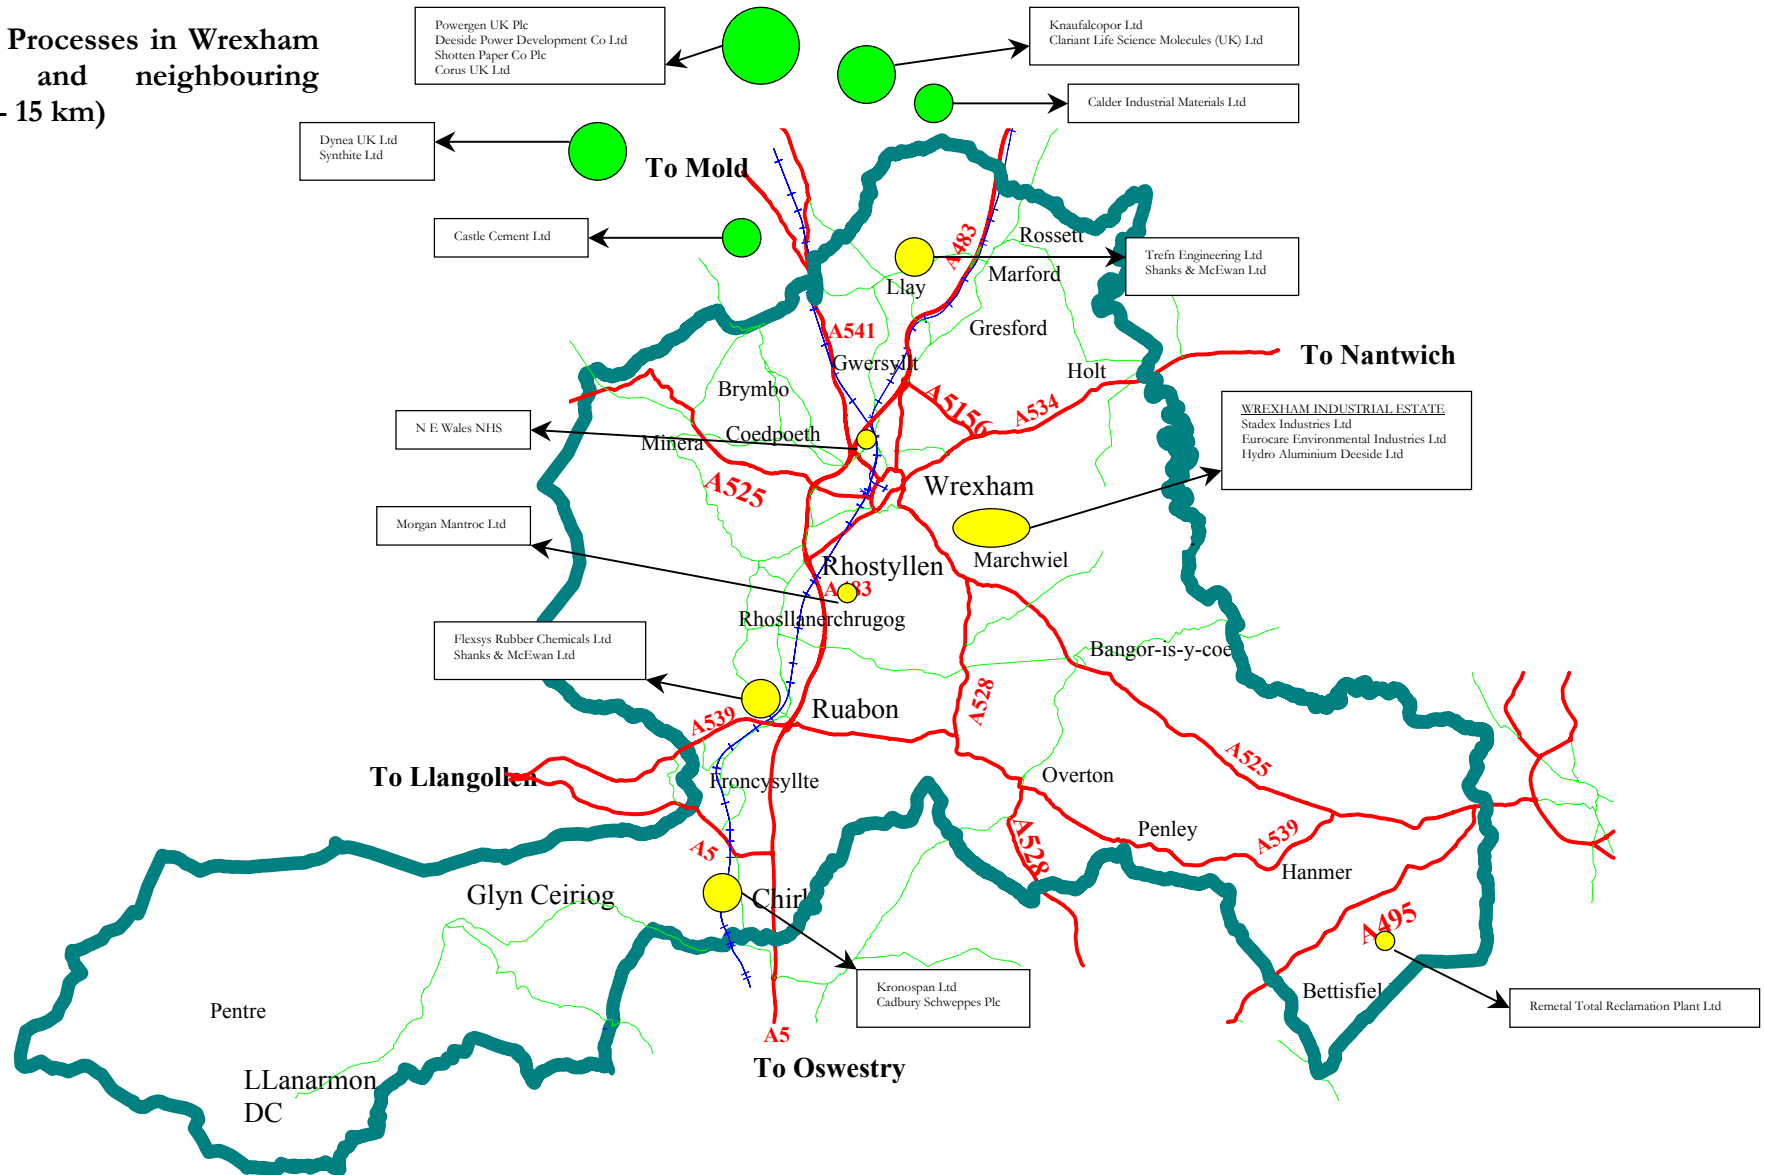 Processes in Wrexham
and neighbouring
- 15 km)
Powergen UK Plc
Deeside Power Development Co Ltd
Shotten Paper Co Plc
Corus UK Ltd
Knaufalcopor Ltd
Clariant Life Science Molecules (UK) Ltd
Calder Industrial Materials Ltd
Dynea UK Ltd
Synthite Ltd
To Mold
Castle Cement Ltd
A483
Rossett
Trefn Engineering Ltd
Shanks & McEwan Ltd
Marford
Llay
Gresford
A541
To Nantwich
Gwersyllt
Holt
Brymbo
A5156
A534
WREXHAM INDUSTRIAL ESTATE
Stadex Industries Ltd
Eurocare Environmental Industries Ltd
Hydro Aluminium Deeside Ltd
N E Wales NHS
Coedpoeth
Minera
A525
Wrexham
Morgan Mantroc Ltd
Marchwiel
Rhostyllen
A483
Rhosllanerchrugog
Flexsys Rubber Chemicals Ltd
Shanks & McEwan Ltd
Bangor-is-y-coe
A528
A539
Ruabon
A525
To Llangollen
Froncysyllte
Overton
Penley
A539
A528
A5
Hanmer
Glyn Ceiriog
Chirk
A495
Kronospan Ltd
Cadbury Schweppes Plc
Bettisfiel
Remetal Total Reclamation Plant Ltd
Pentre
A5
To Oswestry
LLanarmon
DC